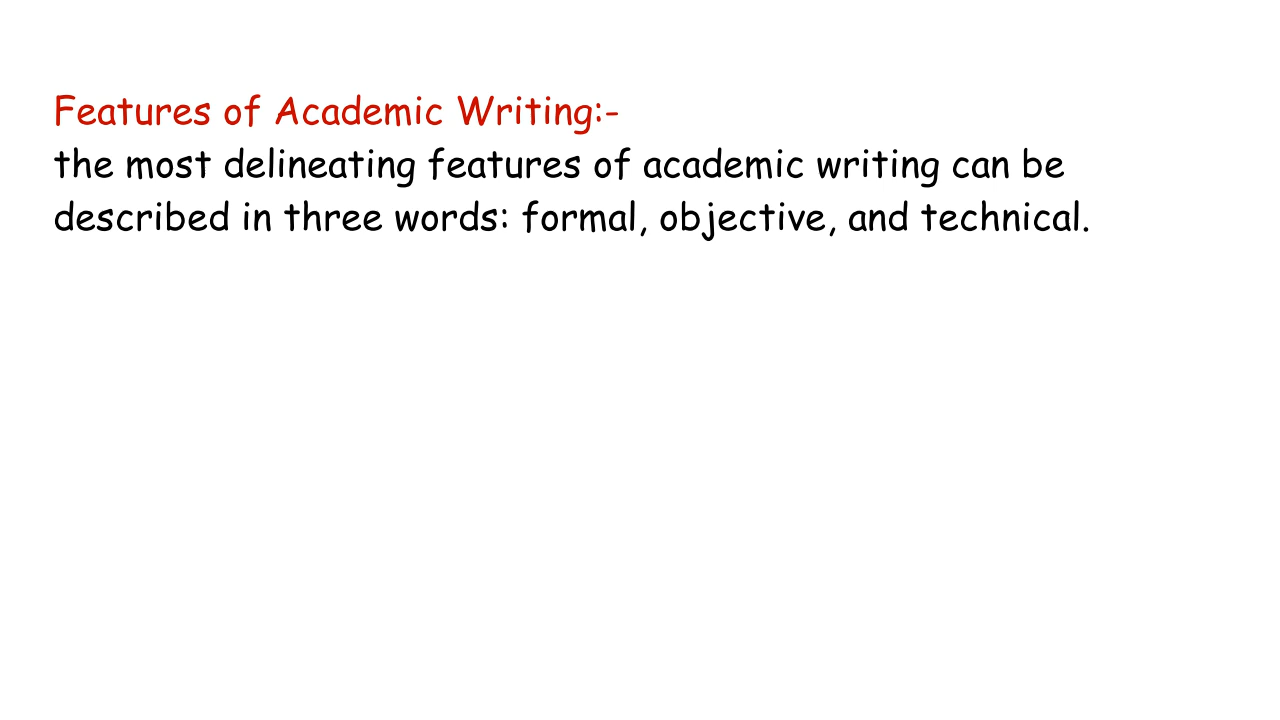 Features of Academic Writing:-
the most delineating features of academic writing can be
described in three words: formal, objective, and technical.